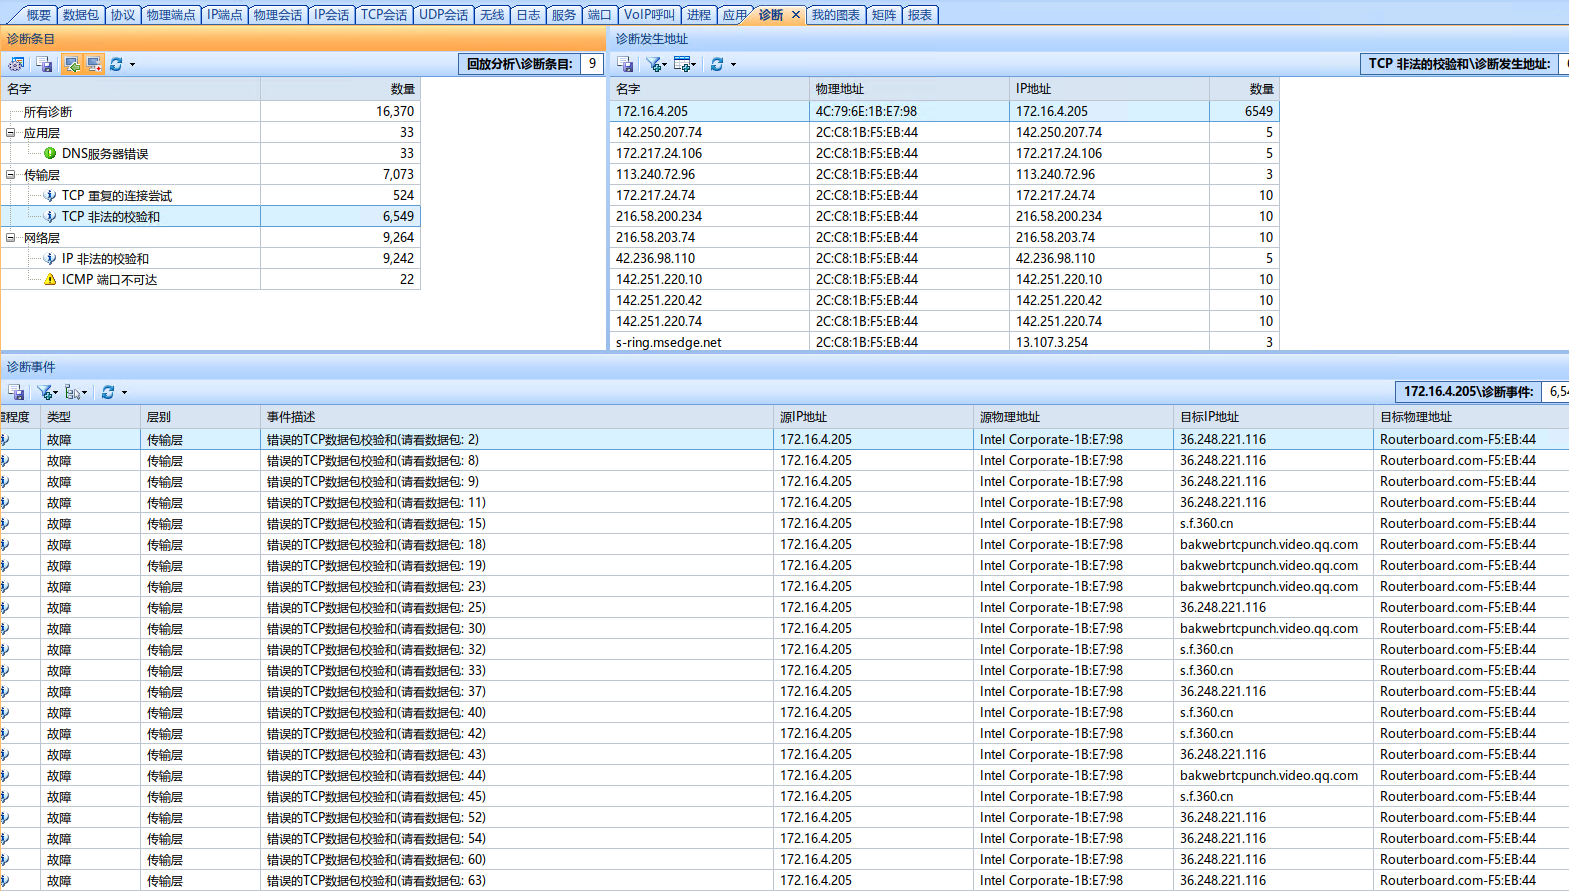 概要 数据包 协议 物理端点 IP端点 物理会话 IP会话 TCP会话 UDP会话 无线 日志 服务 端口 VoIP呼叫 进程 应用 诊断 我的图表 矩阵 报表
诊断条目
回放分析\诊断条目: 9
名字 数量
所有诊断 16,370
应用层 33
DNS服务器错误 33
传输层 7,073
TCP 重复的连接尝试 524
TCP 非法的校验和 6,549
网络层 9,264
IP 非法的校验和 9,242
ICMP 端口不可达 22
诊断发生地址
TCP 非法的校验和\诊断发生地址:
名字 物理地址 IP地址 数量
172.16.4.205 4C:79:6E:1B:E7:98 172.16.4.205 6549
142.250.207.74 2C:C8:1B:F5:EB:44 142.250.207.74 5
172.217.24.106 2C:C8:1B:F5:EB:44 172.217.24.106 5
113.240.72.96 2C:C8:1B:F5:EB:44 113.240.72.96 3
172.217.24.74 2C:C8:1B:F5:EB:44 172.217.24.74 10
216.58.200.234 2C:C8:1B:F5:EB:44 216.58.200.234 10
216.58.203.74 2C:C8:1B:F5:EB:44 216.58.203.74 10
42.236.98.110 2C:C8:1B:F5:EB:44 42.236.98.110 5
142.251.220.10 2C:C8:1B:F5:EB:44 142.251.220.10 10
142.251.220.42 2C:C8:1B:F5:EB:44 142.251.220.42 10
142.251.220.74 2C:C8:1B:F5:EB:44 142.251.220.74 10
s-ring.msedge.net 2C:C8:1B:F5:EB:44 13.107.3.254 3
诊断事件
172.16.4.205\诊断事件: 6,54
程度 类型 层别 事件描述 源IP地址 源物理地址 目标IP地址 目标物理地址
故障 传输层 错误的TCP数据包校验和(请看数据包: 2) 172.16.4.205 Intel Corporate-1B:E7:98 36.248.221.116 Routerboard.com-F5:EB:44
故障 传输层 错误的TCP数据包校验和(请看数据包: 8) 172.16.4.205 Intel Corporate-1B:E7:98 36.248.221.116 Routerboard.com-F5:EB:44
故障 传输层 错误的TCP数据包校验和(请看数据包: 9) 172.16.4.205 Intel Corporate-1B:E7:98 36.248.221.116 Routerboard.com-F5:EB:44
故障 传输层 错误的TCP数据包校验和(请看数据包: 11) 172.16.4.205 Intel Corporate-1B:E7:98 36.248.221.116 Routerboard.com-F5:EB:44
故障 传输层 错误的TCP数据包校验和(请看数据包: 15) 172.16.4.205 Intel Corporate-1B:E7:98 s.f.360.cn Routerboard.com-F5:EB:44
故障 传输层 错误的TCP数据包校验和(请看数据包: 18) 172.16.4.205 Intel Corporate-1B:E7:98 bakwebrtcpunch.video.qq.com Routerboard.com-F5:EB:44
故障 传输层 错误的TCP数据包校验和(请看数据包: 19) 172.16.4.205 Intel Corporate-1B:E7:98 bakwebrtcpunch.video.qq.com Routerboard.com-F5:EB:44
故障 传输层 错误的TCP数据包校验和(请看数据包: 23) 172.16.4.205 Intel Corporate-1B:E7:98 bakwebrtcpunch.video.qq.com Routerboard.com-F5:EB:44
故障 传输层 错误的TCP数据包校验和(请看数据包: 25) 172.16.4.205 Intel Corporate-1B:E7:98 36.248.221.116 Routerboard.com-F5:EB:44
故障 传输层 错误的TCP数据包校验和(请看数据包: 30) 172.16.4.205 Intel Corporate-1B:E7:98 bakwebrtcpunch.video.qq.com Routerboard.com-F5:EB:44
故障 传输层 错误的TCP数据包校验和(请看数据包: 32) 172.16.4.205 Intel Corporate-1B:E7:98 s.f.360.cn Routerboard.com-F5:EB:44
故障 传输层 错误的TCP数据包校验和(请看数据包: 33) 172.16.4.205 Intel Corporate-1B:E7:98 s.f.360.cn Routerboard.com-F5:EB:44
故障 传输层 错误的TCP数据包校验和(请看数据包: 37) 172.16.4.205 Intel Corporate-1B:E7:98 36.248.221.116 Routerboard.com-F5:EB:44
故障 传输层 错误的TCP数据包校验和(请看数据包: 40) 172.16.4.205 Intel Corporate-1B:E7:98 s.f.360.cn Routerboard.com-F5:EB:44
故障 传输层 错误的TCP数据包校验和(请看数据包: 42) 172.16.4.205 Intel Corporate-1B:E7:98 s.f.360.cn Routerboard.com-F5:EB:44
故障 传输层 错误的TCP数据包校验和(请看数据包: 43) 172.16.4.205 Intel Corporate-1B:E7:98 36.248.221.116 Routerboard.com-F5:EB:44
故障 传输层 错误的TCP数据包校验和(请看数据包: 44) 172.16.4.205 Intel Corporate-1B:E7:98 bakwebrtcpunch.video.qq.com Routerboard.com-F5:EB:44
故障 传输层 错误的TCP数据包校验和(请看数据包: 45) 172.16.4.205 Intel Corporate-1B:E7:98 s.f.360.cn Routerboard.com-F5:EB:44
故障 传输层 错误的TCP数据包校验和(请看数据包: 52) 172.16.4.205 Intel Corporate-1B:E7:98 36.248.221.116 Routerboard.com-F5:EB:44
故障 传输层 错误的TCP数据包校验和(请看数据包: 54) 172.16.4.205 Intel Corporate-1B:E7:98 36.248.221.116 Routerboard.com-F5:EB:44
故障 传输层 错误的TCP数据包校验和(请看数据包: 60) 172.16.4.205 Intel Corporate-1B:E7:98 36.248.221.116 Routerboard.com-F5:EB:44
故障 传输层 错误的TCP数据包校验和(请看数据包: 63) 172.16.4.205 Intel Corporate-1B:E7:98 36.248.221.116 Routerboard.com-F5:EB:44